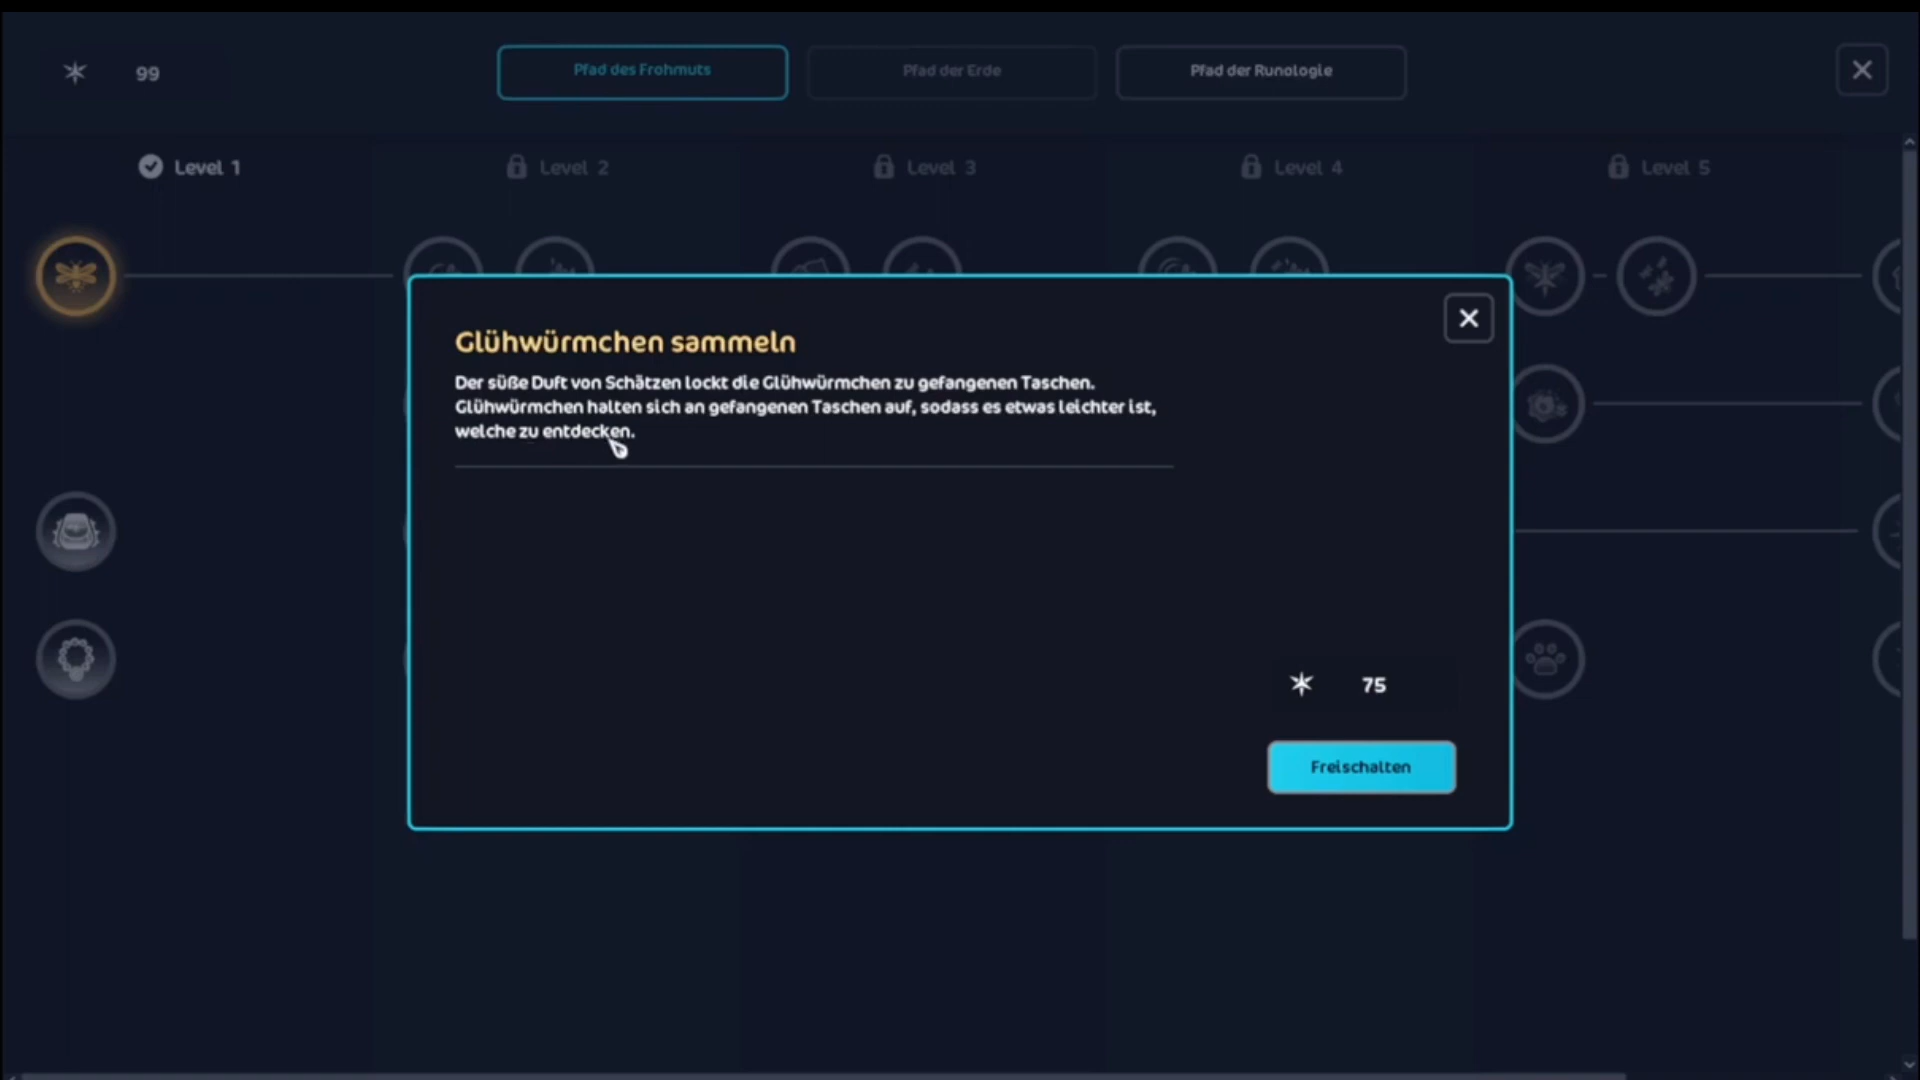 99
Pfad des Frohmuts
Pfad der Erde
Pfad der Runologie
Level 1
Level 2
Level 3
Level 4
Level 5
Glühwürmchen sammeln
Der süße Duft von Schätzen lockt die Glühwürmchen zu gefangenen Taschen.
Glühwürmchen halten sich an gefangenen Taschen auf, sodass es etwas leichter ist,
welche zu entdecken.
75
Freischalten